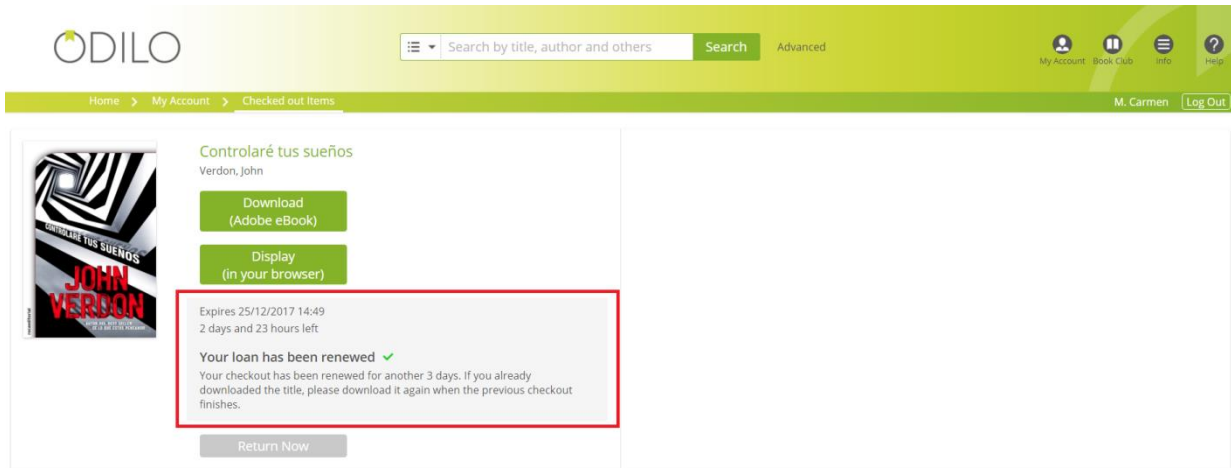 ODILO
Search by title, author and others
Search
Advanced
My Account
Book Club
Info
Help
Home > My Account > Checked out Items
M. Carmen
Log Out
CONTROLARÉ TUS SUEÑOS
JOHN
VERDON
Controlaré tus sueños
Verdon, John
Download
(Adobe eBook)
Display
(in your browser)
Expires 25/12/2017 14:49
2 days and 23 hours left
Your loan has been renewed ✓
Your checkout has been renewed for another 3 days. If you already
downloaded the title, please download it again when the previous checkout
finishes.
Return Now